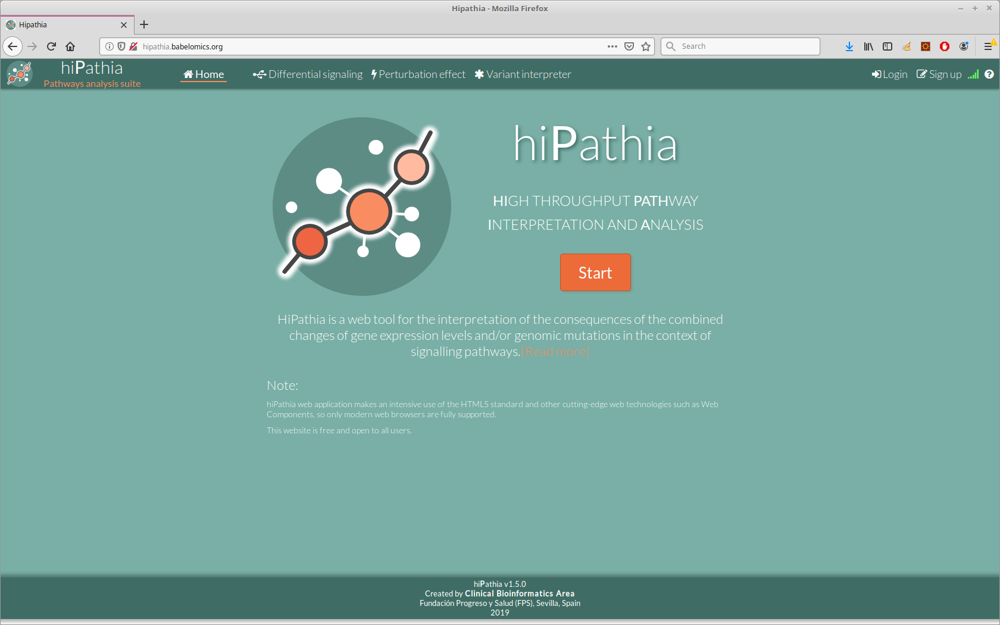 Hipathia - Mozilla Firefox
Hipathia
hipathia.babelomics.org
Search
hiPathia
Pathways analysis suite
Home
Differential signaling
Perturbation effect
Variant interpreter
Login
Sign up
hiPathia
HIGH THROUGHPUT PATHWAY
INTERPRETATION AND ANALYSIS
Start
HiPathia is a web tool for the interpretation of the consequences of the combined
changes of gene expression levels and/or genomic mutations in the context of
signalling pathways.[Read more]
Note:
hiPathia web application makes an intensive use of the HTML5 standard and other cutting-edge web technologies such as Web
Components, so only modern web browsers are fully supported.
This website is free and open to all users.
hiPathia v1.5.0
Created by Clinical Bioinformatics Area
Fundación Progreso y Salud (FPS), Sevilla, Spain
2019